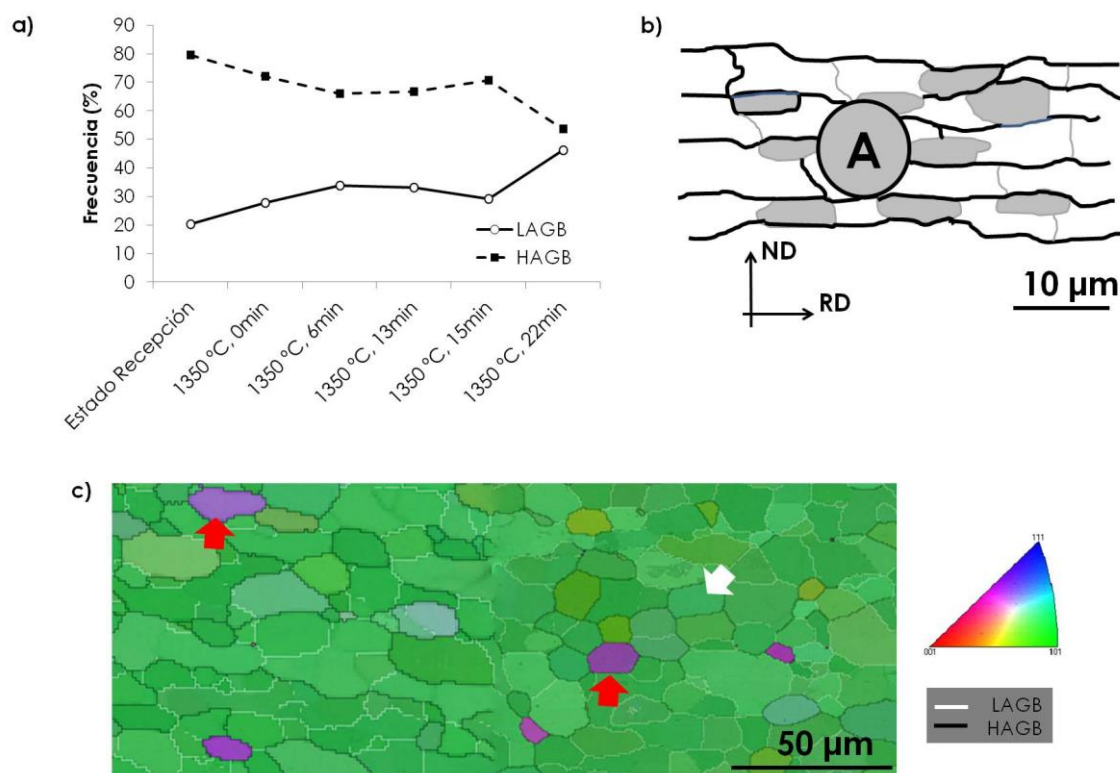 a)
90
80
70
60
50
40
30
20
10
0
Frecuencia (%)
LAGB
HAGB
Estado Recepción
1350 ºC, 0min
1350 ºC, 6min
1350 ºC, 13min
1350 ºC, 15min
1350 ºC, 22min
b)
A
ND
RD
10 µm
c)
50 µm
111
001
101
LAGB
HAGB